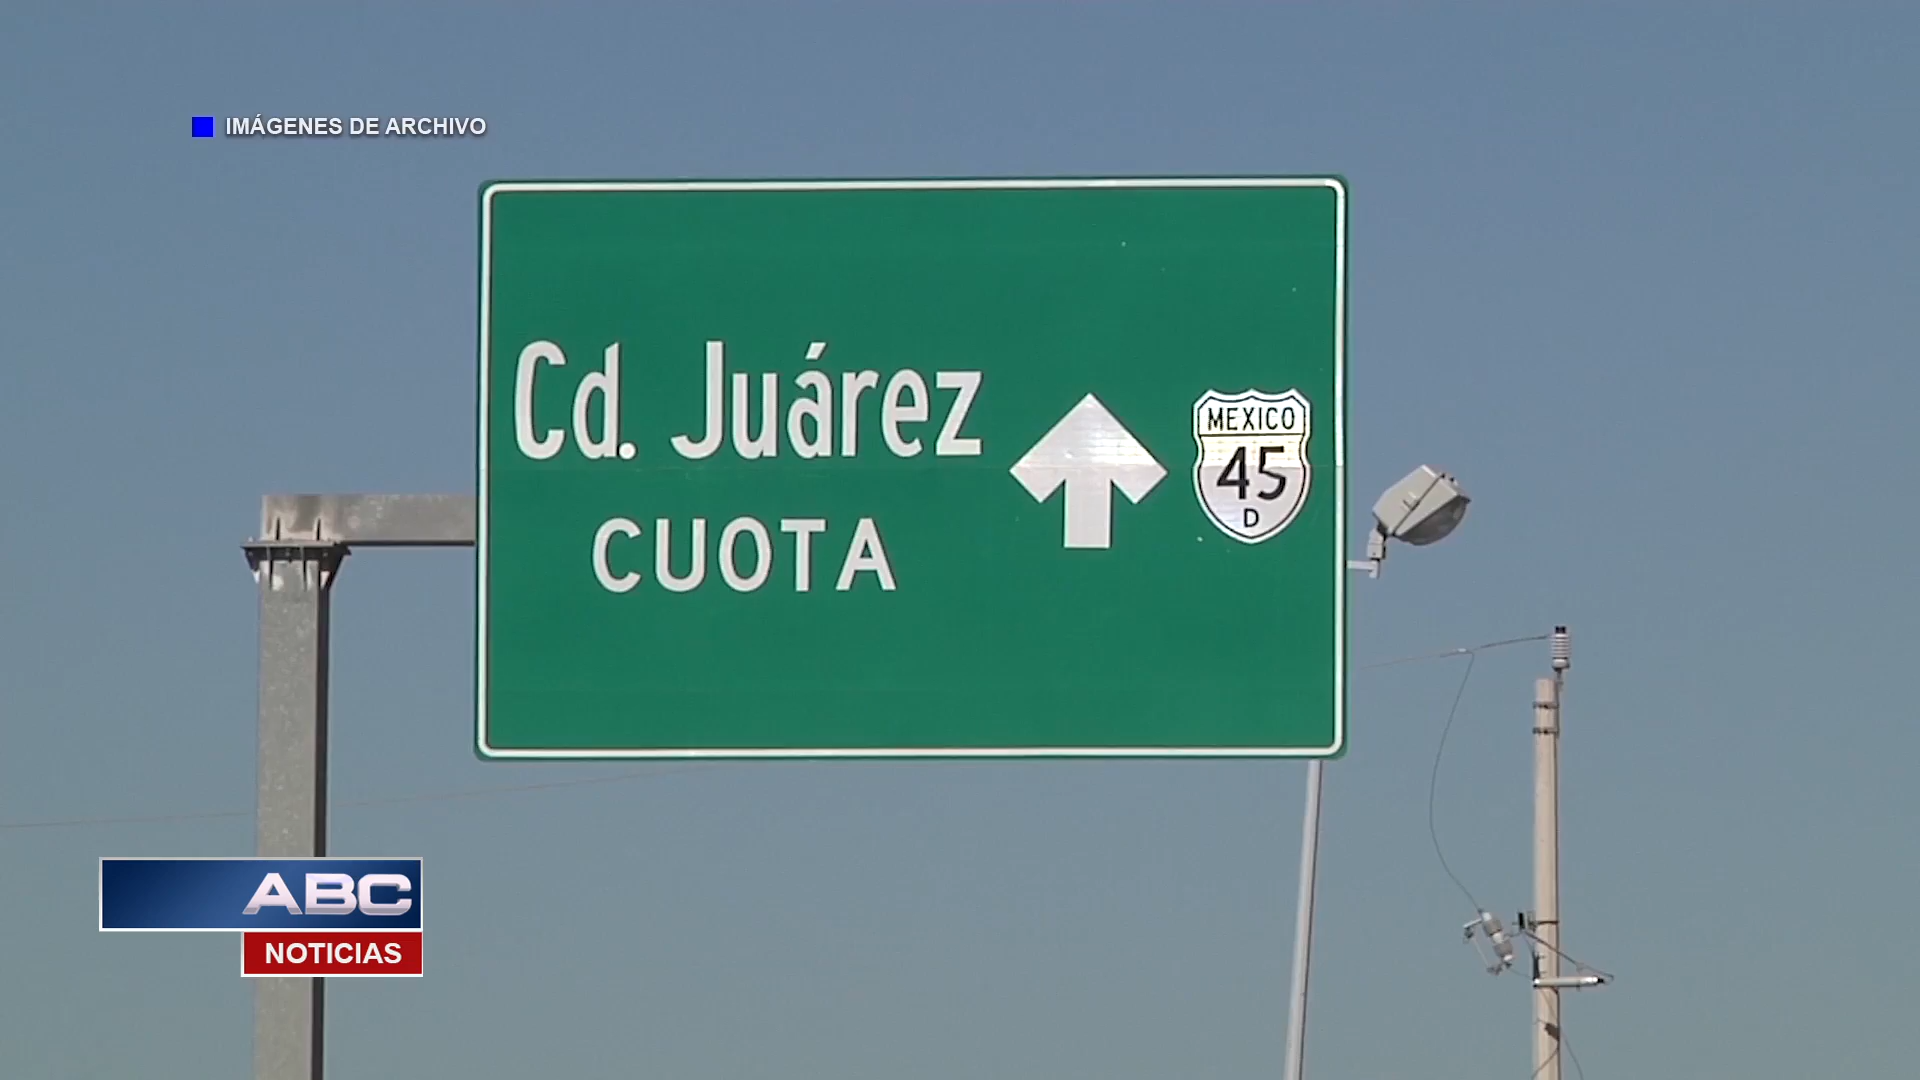 IMÁGENES DE ARCHIVO
Cd. Juárez
CUOTA
MEXICO
45
D
ABC
NOTICIAS